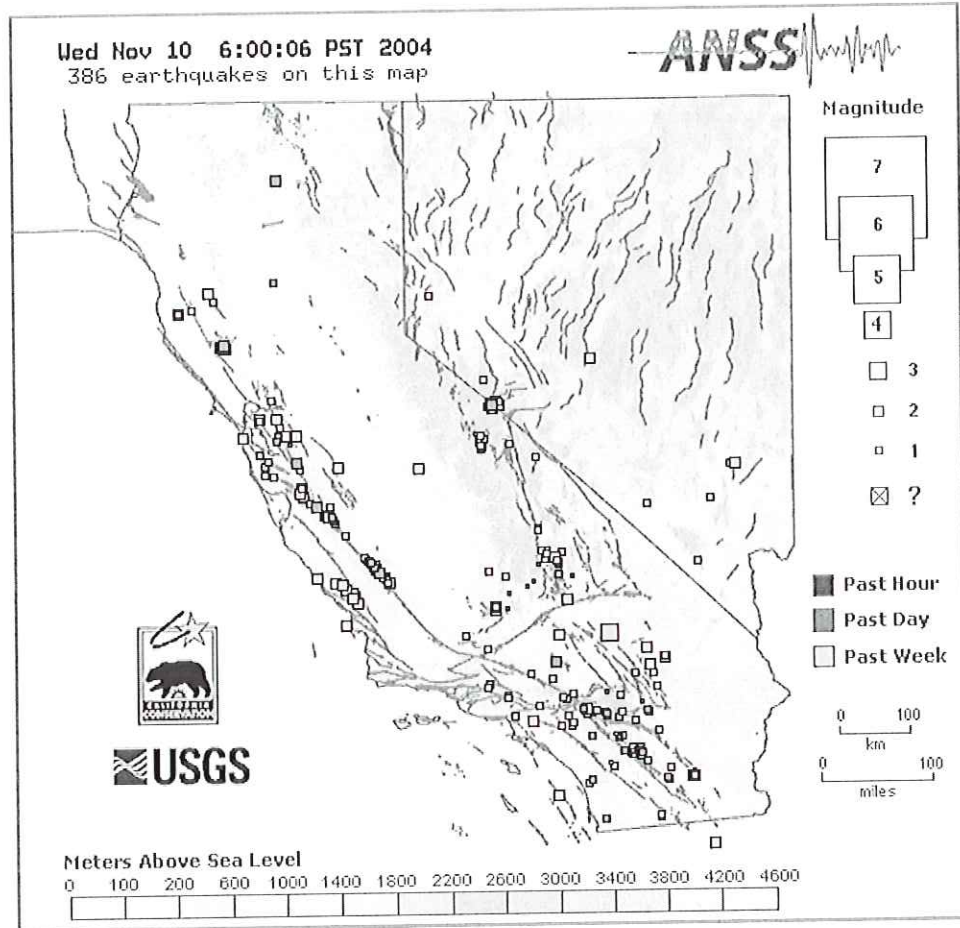 Wed Nov 10 6:00:06 PST 2004
386 earthquakes on this map
ANSS
Magnitude
7
6
5
4
3
2
1
?
Past Hour
Past Day
Past Week
0 100
km
0 100
miles
CALIFORNIA
CONSERVATION
USGS
Meters Above Sea Level
0 100 200 600 1000 1400 1800 2200 2600 3000 3400 3800 4200 4600